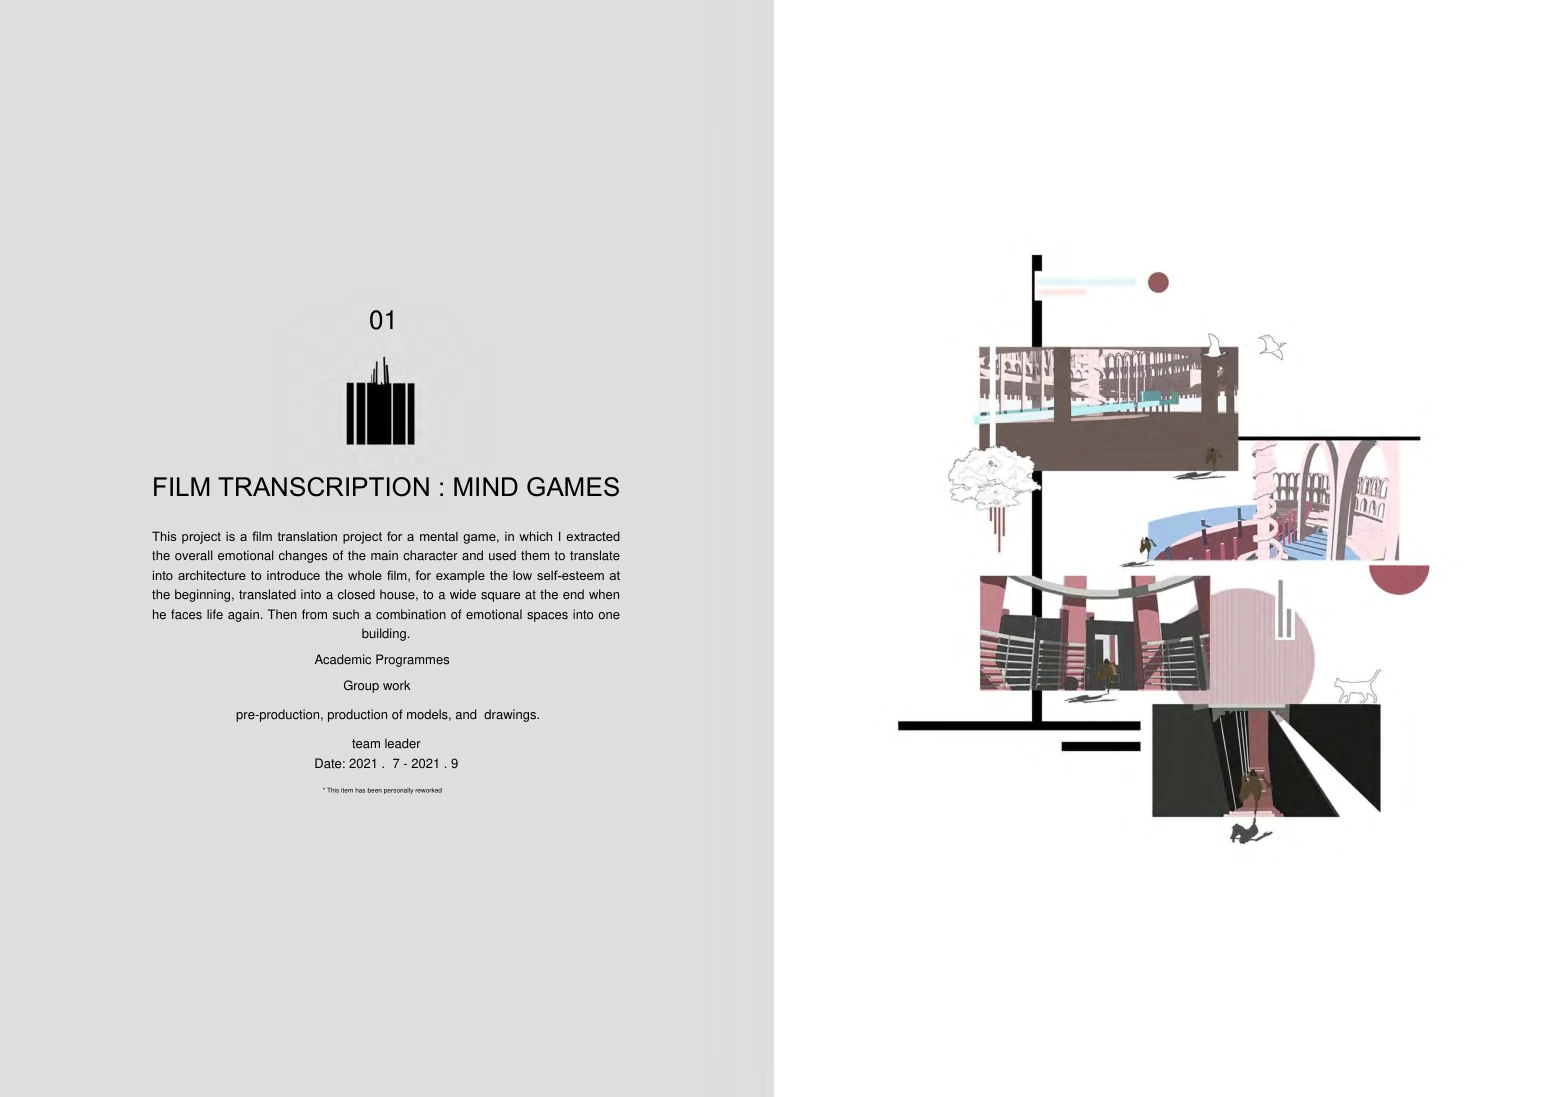 01
FILM TRANSCRIPTION : MIND GAMES
This project is a film translation project for a mental game, in which I extracted
the overall emotional changes of the main character and used them to translate
into architecture to introduce the whole film, for example the low self-esteem at
the beginning, translated into a closed house, to a wide square at the end when
he faces life again. Then from such a combination of emotional spaces into one
building.
Academic Programmes
Group work
pre-production, production of models, and  drawings.
team leader
Date: 2021 .  7 - 2021 . 9
* This item has been personally reworked